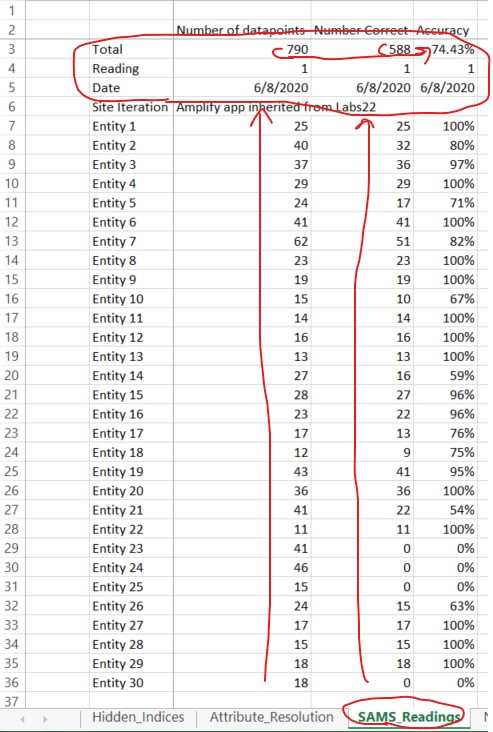 1
2 Number of datapoints Number Correct Accuracy
3 Total 790 588 74.43%
4 Reading 1 1 1
5 Date 6/8/2020 6/8/2020 6/8/2020
6 Site Iteration Amplify app inherited from Labs22
7 Entity 1 25 25 100%
8 Entity 2 40 32 80%
9 Entity 3 37 36 97%
10 Entity 4 29 29 100%
11 Entity 5 24 17 71%
12 Entity 6 41 41 100%
13 Entity 7 62 51 82%
14 Entity 8 23 23 100%
15 Entity 9 19 19 100%
16 Entity 10 15 10 67%
17 Entity 11 14 14 100%
18 Entity 12 16 16 100%
19 Entity 13 13 13 100%
20 Entity 14 27 16 59%
21 Entity 15 28 27 96%
22 Entity 16 23 22 96%
23 Entity 17 17 13 76%
24 Entity 18 12 9 75%
25 Entity 19 43 41 95%
26 Entity 20 36 36 100%
27 Entity 21 41 22 54%
28 Entity 22 11 11 100%
29 Entity 23 41 0 0%
30 Entity 24 46 0 0%
31 Entity 25 15 0 0%
32 Entity 26 24 15 63%
33 Entity 27 17 17 100%
34 Entity 28 15 15 100%
35 Entity 29 18 18 100%
36 Entity 30 18 0 0%
37
Hidden_Indices Attribute_Resolution SAMS_Readings